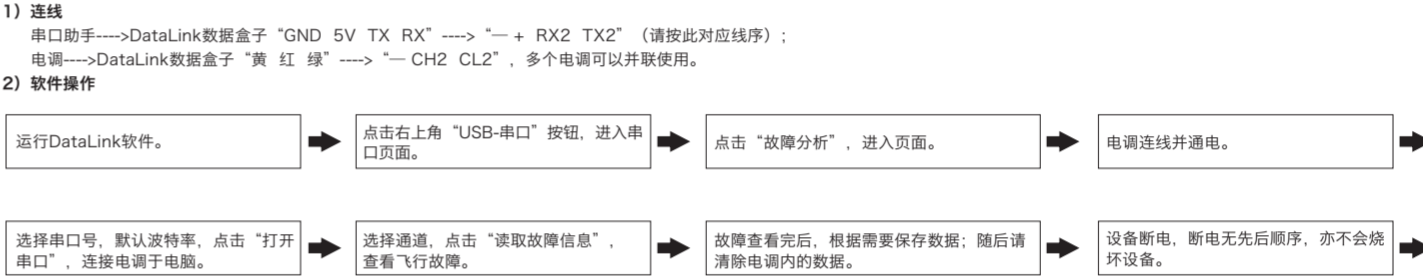 1）连线
串口助手---->DataLink数据盒子“GND 5V TX RX”---->“— + RX2 TX2”（请按此对应线序）;
电调---->DataLink数据盒子“黄 红 绿”---->“— CH2 CL2”，多个电调可以并联使用。
2）软件操作
运行DataLink软件。
点击右上角“USB-串口”按钮，进入串
口页面。
点击“故障分析”，进入页面。
电调连线并通电。
选择串口号，默认波特率，点击“打开
串口”，连接电调于电脑。
选择通道，点击“读取故障信息”，
查看飞行故障。
故障查看完后，根据需要保存数据；随后请
清除电调内的数据。
设备断电，断电无先后顺序，亦不会烧
坏设备。